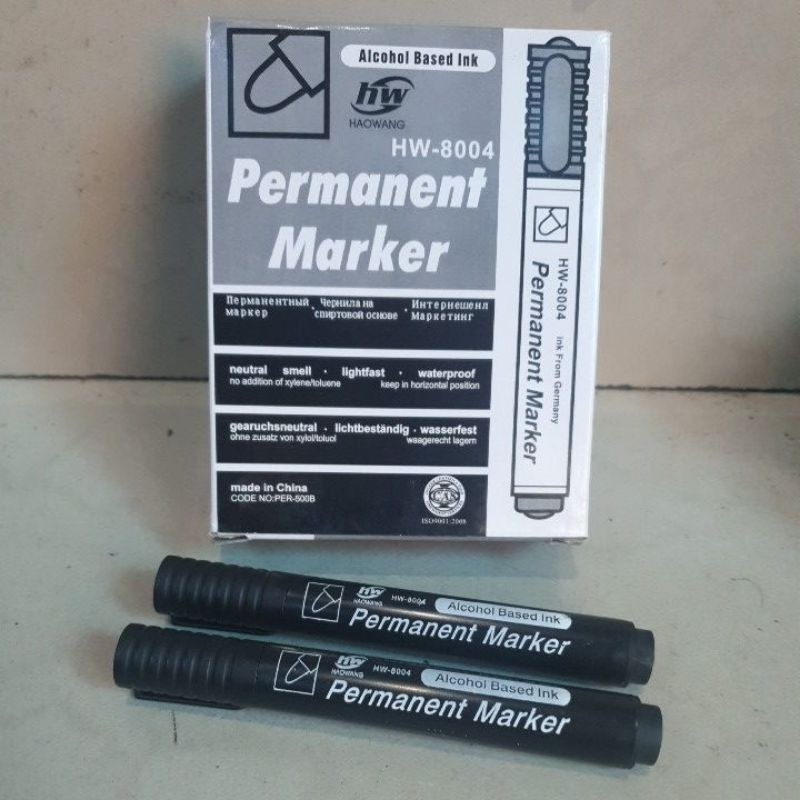 Alcohol Based Ink
hw
HAOWANG
HW-8004
Permanent
Marker
Перманентный · Чернила на · Интернешенл
маркер спиртовой основе Маркетинг
neutral smell · lightfast · waterproof
no addition of xylene/toluene keep in horizontal position
gearuchsneutral · lichtbeständig · wasserfest
ohne zusatz von xylol/toluol waagerecht lagern
made in China
CODE NO:PER-500B
CAS
ISO9001:2008
HW-8004 Ink From Germany
Permanent Marker
hw
HAOWANG
HW-8004
Alcohol Based Ink
Permanent Marker
hw
HAOWANG
HW-8004
Alcohol Based Ink
Permanent Marker